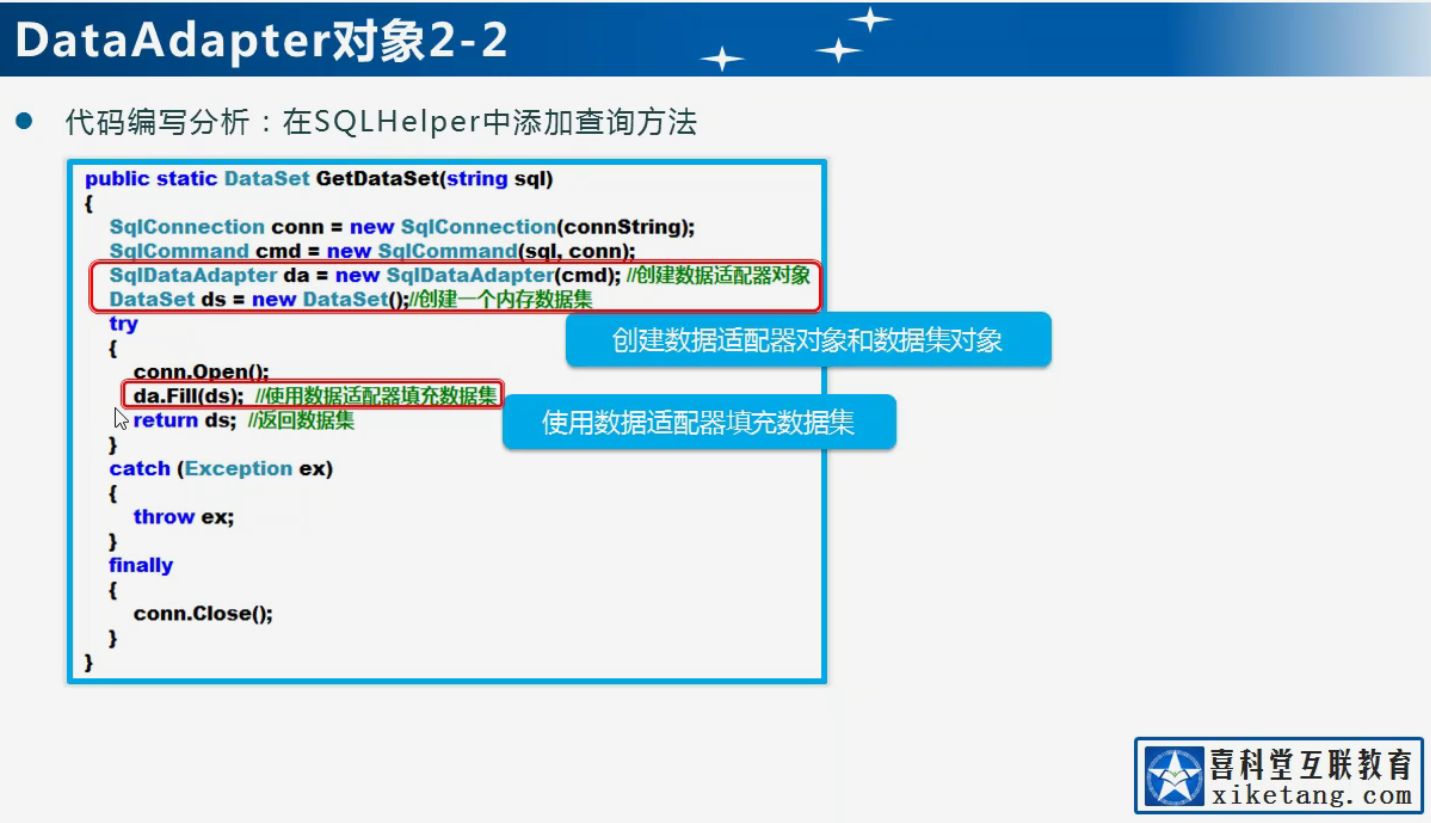 DataAdapter对象2-2
代码编写分析：在SQLHelper中添加查询方法
public static DataSet GetDataSet(string sql)
{
SqlConnection conn = new SqlConnection(connString);
SqlCommand cmd = new SqlCommand(sql, conn);
SqlDataAdapter da = new SqlDataAdapter(cmd); //创建数据适配器对象
DataSet ds = new DataSet();//创建一个内存数据集
try
创建数据适配器对象和数据集对象
{
conn.Open();
da.Fill(ds); //使用数据适配器填充数据集
使用数据适配器填充数据集
return ds; //返回数据集
}
catch (Exception ex)
{
throw ex;
}
finally
{
conn.Close();
}
}
喜科堂互联教育
xiketang.com